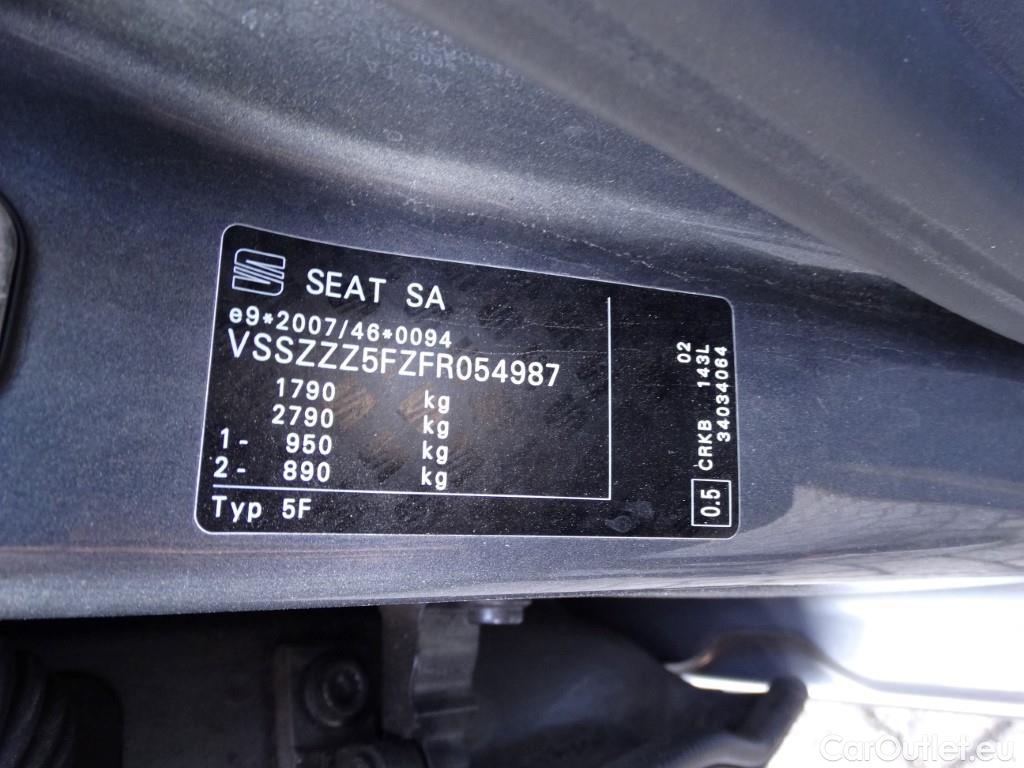 SEAT SA
e9*2007/46*0094
VSSZZZ5FZFR054987
1790 kg
2790 kg
1- 950 kg
2- 890 kg
Typ 5F
02
CRKB 143L
34034064
0.5
CarOutlet.eu